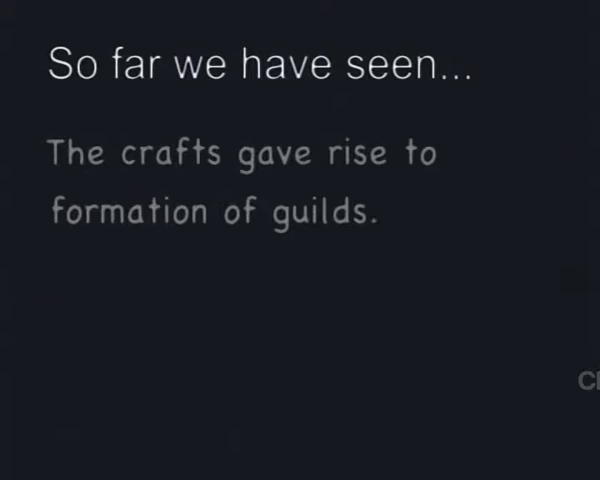 So far we have seen...
The crafts gave rise to
formation of guilds.